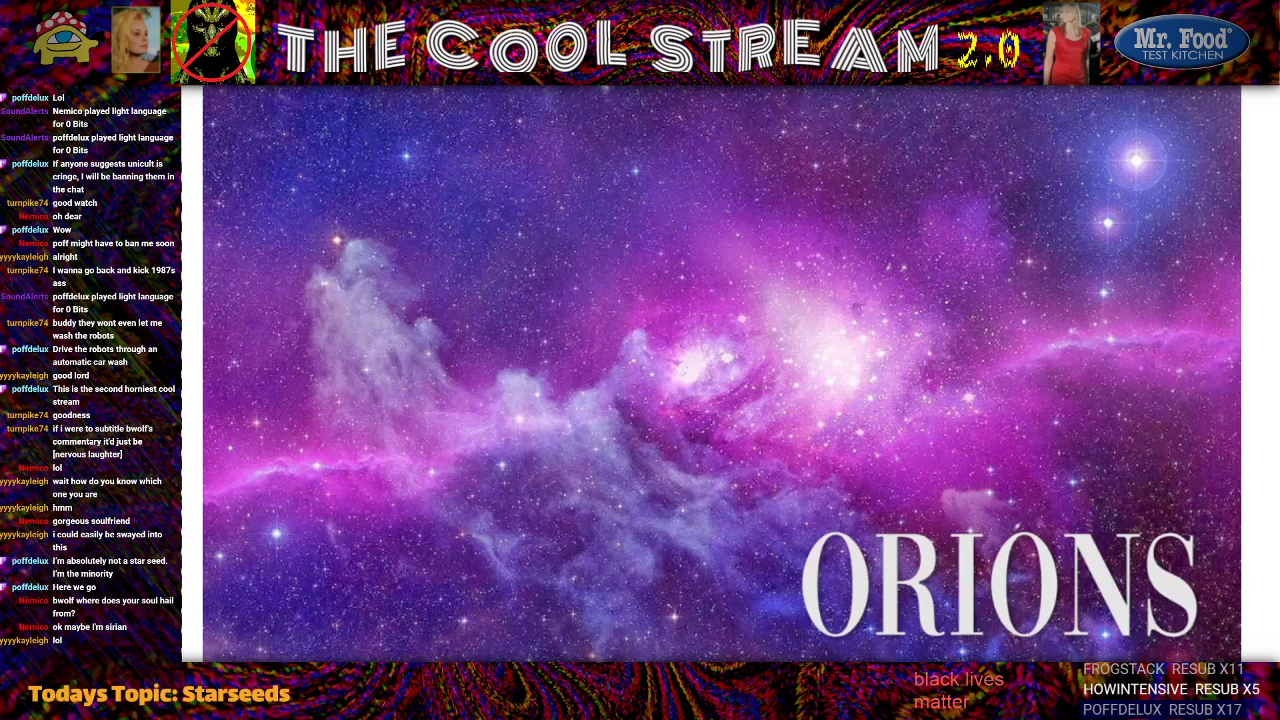 THE COOL STREAM 2.0
Mr. Food
TEST KITCHEN
poffdelux Lol
SoundAlerts Nemico played light language
for 0 Bits
SoundAlerts poffdelux played light language
for 0 Bits
poffdelux If anyone suggests unicult is
cringe, I will be banning them in
the chat
turnpike74 good watch
Nemico oh dear
poffdelux Wow
Nemico poff might have to ban me soon
yyyykayleigh alright
turnpike74 I wanna go back and kick 1987s
ass
SoundAlerts poffdelux played light language
for 0 Bits
turnpike74 buddy they wont even let me
wash the robots
poffdelux Drive the robots through an
automatic car wash
yyyykayleigh good lord
poffdelux This is the second horniest cool
stream
turnpike74 goodness
turnpike74 if i were to subtitle bwolf's
commentary it'd just be
[nervous laughter]
Nemico lol
yyyykayleigh wait how do you know which
one you are
yyyykayleigh hmm
Nemico gorgeous soulfriend
yyyykayleigh i could easily be swayed into
this
poffdelux I'm absolutely not a star seed.
I'm the minority
poffdelux Here we go
Nemico bwolf where does your soul hail
from?
Nemico ok maybe I'm sirian
yyyykayleigh lol
ORIONS
Todays Topic: Starseeds
black lives
matter
FROGSTACK RESUB X11
HOWINTENSIVE RESUB X5
POFFDELUX RESUB X17